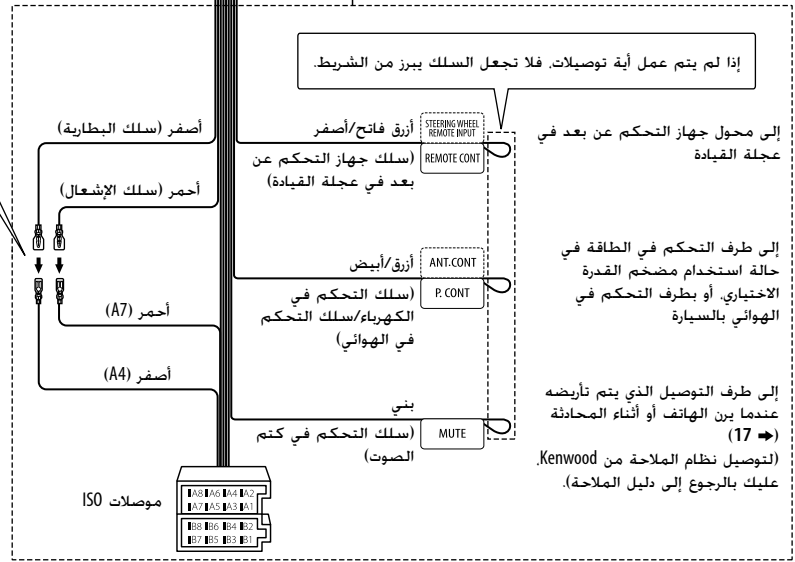 إذا لم يتم عمل أية توصيلات، فلا تجعل السلك يبرز من الشريط.
إلى محول جهاز التحكم عن بعد في
عجلة القيادة
STEERING WHEEL
REMOTE INPUT
REMOTE CONT
أزرق فاتح/أصفر
(سلك جهاز التحكم عن
بعد في عجلة القيادة)
أصفر (سلك البطارية)
أحمر (سلك الإشعال)
إلى طرف التحكم في الطاقة في
حالة استخدام مضخم القدرة
الاختياري، أو بطرف التحكم في
الهوائي بالسيارة
ANT.CONT
P. CONT
أزرق/أبيض
(سلك التحكم في
الكهرباء/سلك التحكم
في الهوائي)
أحمر (A7)
أصفر (A4)
إلى طرف التوصيل الذي يتم تأريضه
عندما يرن الهاتف أو أثناء المحادثة
(➜ 17)
(لتوصيل نظام الملاحة من Kenwood،
عليك بالرجوع إلى دليل الملاحة).
MUTE
بني
(سلك التحكم في كتم
الصوت)
موصلات ISO
A8 A6 A4 A2
A7 A5 A3 A1
B8 B6 B4 B2
B7 B5 B3 B1